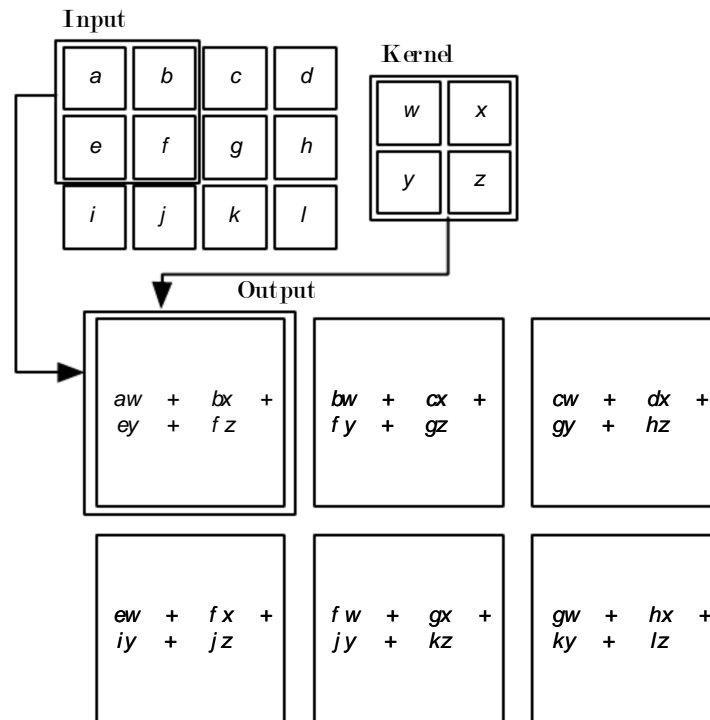 Input
Kernel
a b c d
w x
e f g h
y z
i j k l
Output
aw + bx + bw + cx + cw + dx +
ey + fz fy + gz gy + hz
ew + fx + fw + gx + gw + hx +
iy + jz jy + kz ky + lz